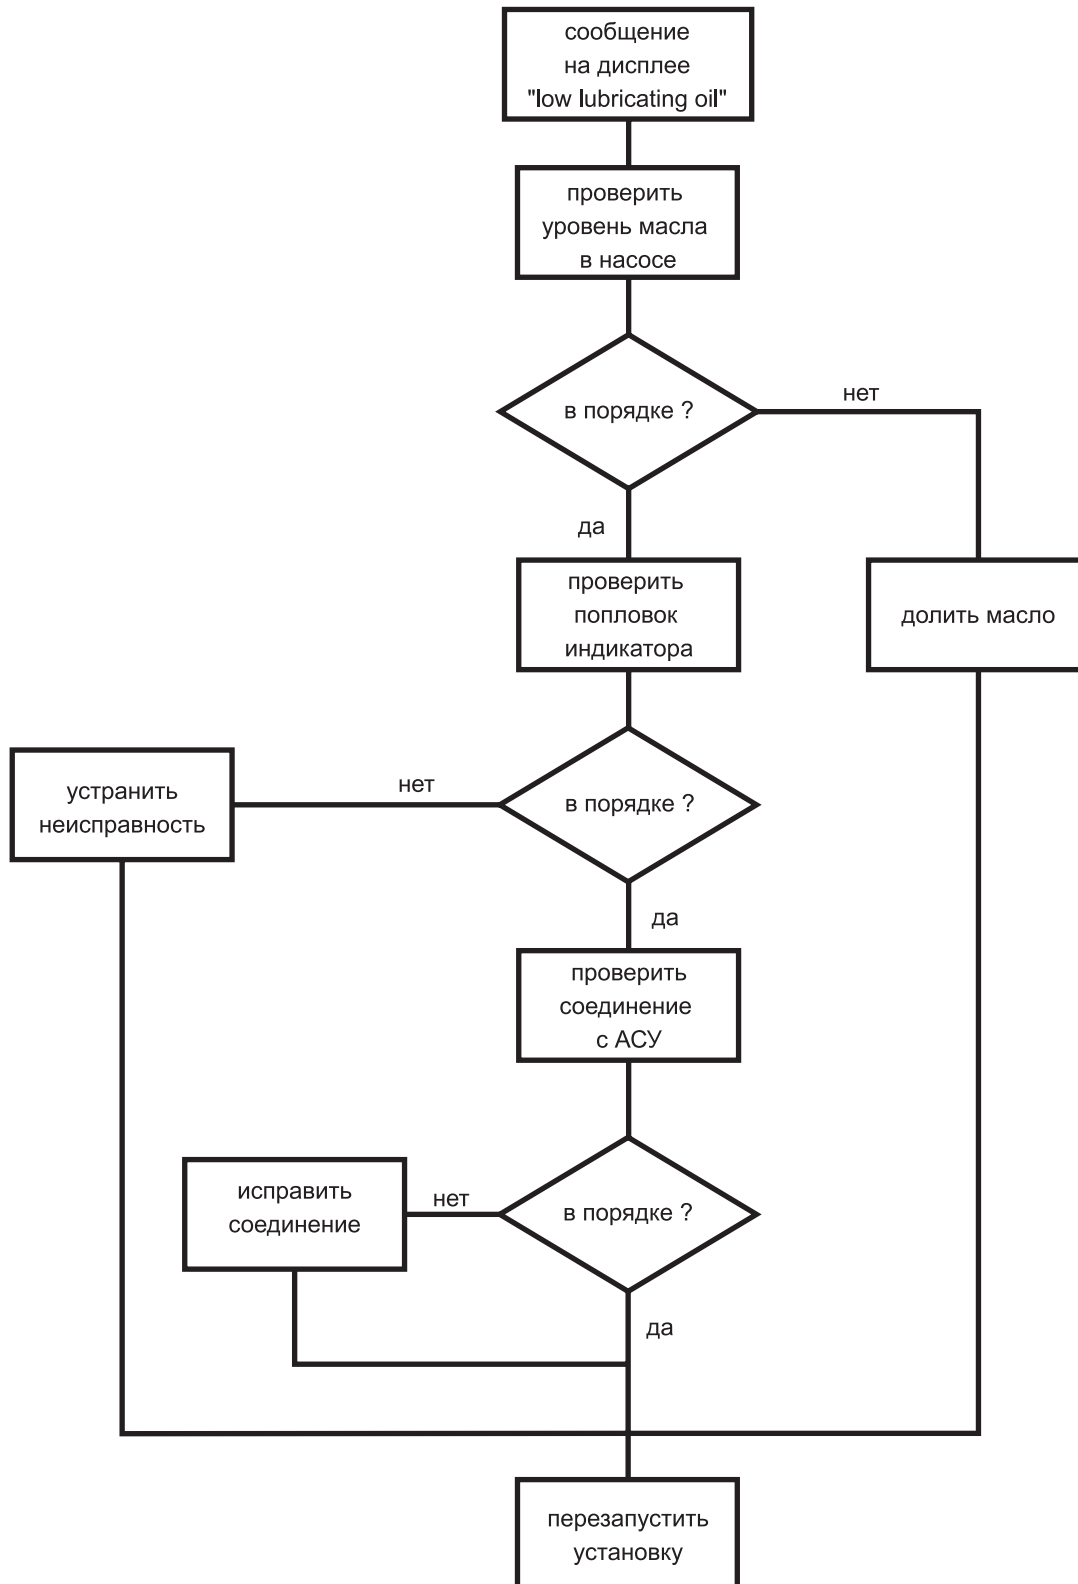 сообщение
на дисплее
"low lubricating oil"
проверить
уровень масла
в насосе
в порядке ?
нет
да
проверить
попловок
индикатора
долить масло
устранить
неисправность
нет
в порядке ?
да
проверить
соединение
с АСУ
исправить
соединение
нет
в порядке ?
да
перезапустить
установку